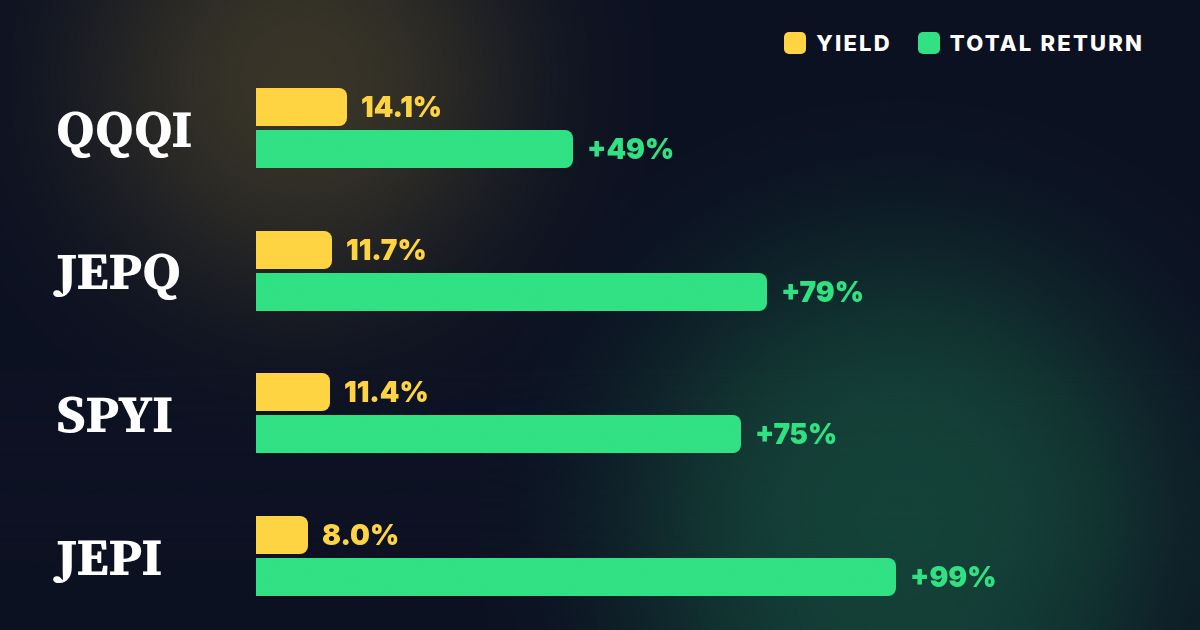 YIELD TOTAL RETURN
QQQI 14.1%
+49%
JEPQ 11.7%
+79%
SPYI 11.4%
+75%
JEPI 8.0%
+99%